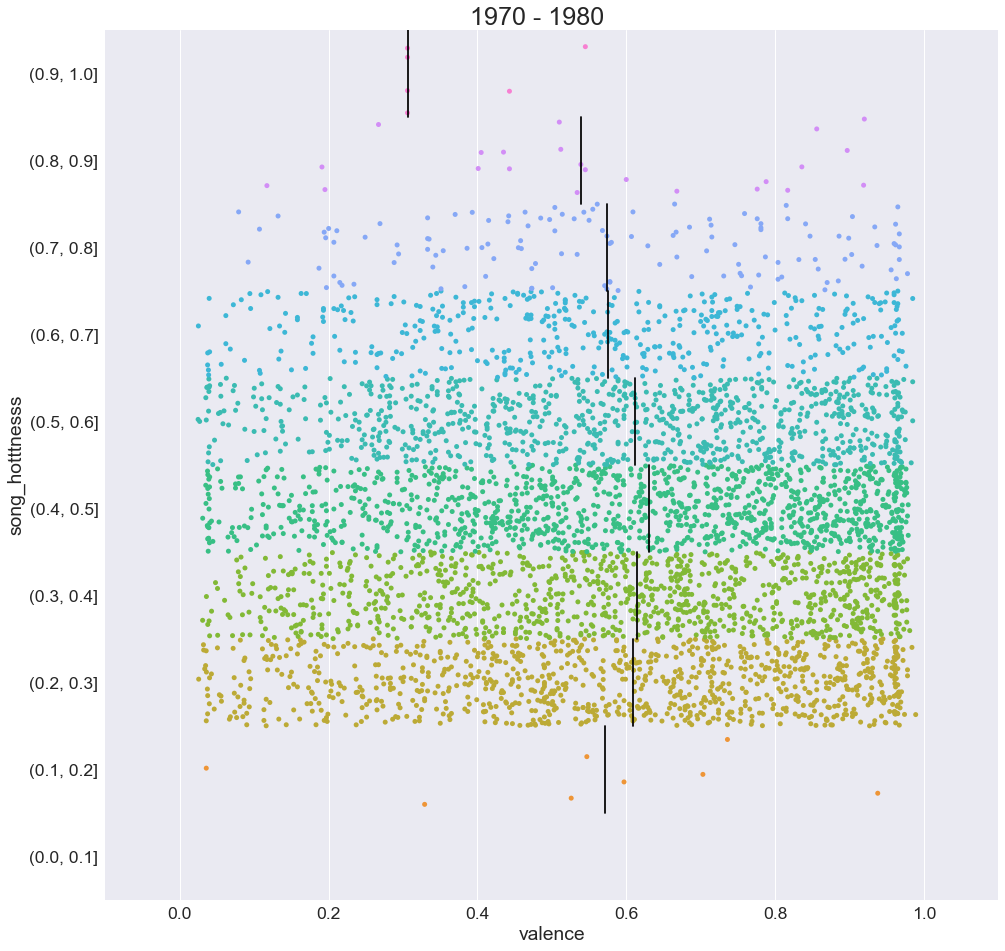 1970 - 1980
(0.9, 1.0]
(0.8, 0.9]
(0.7, 0.8]
(0.6, 0.7]
(0.5, 0.6]
(0.4, 0.5]
(0.3, 0.4]
(0.2, 0.3]
(0.1, 0.2]
(0.0, 0.1]
song_hotttnesss
0.0 0.2 0.4 0.6 0.8 1.0
valence